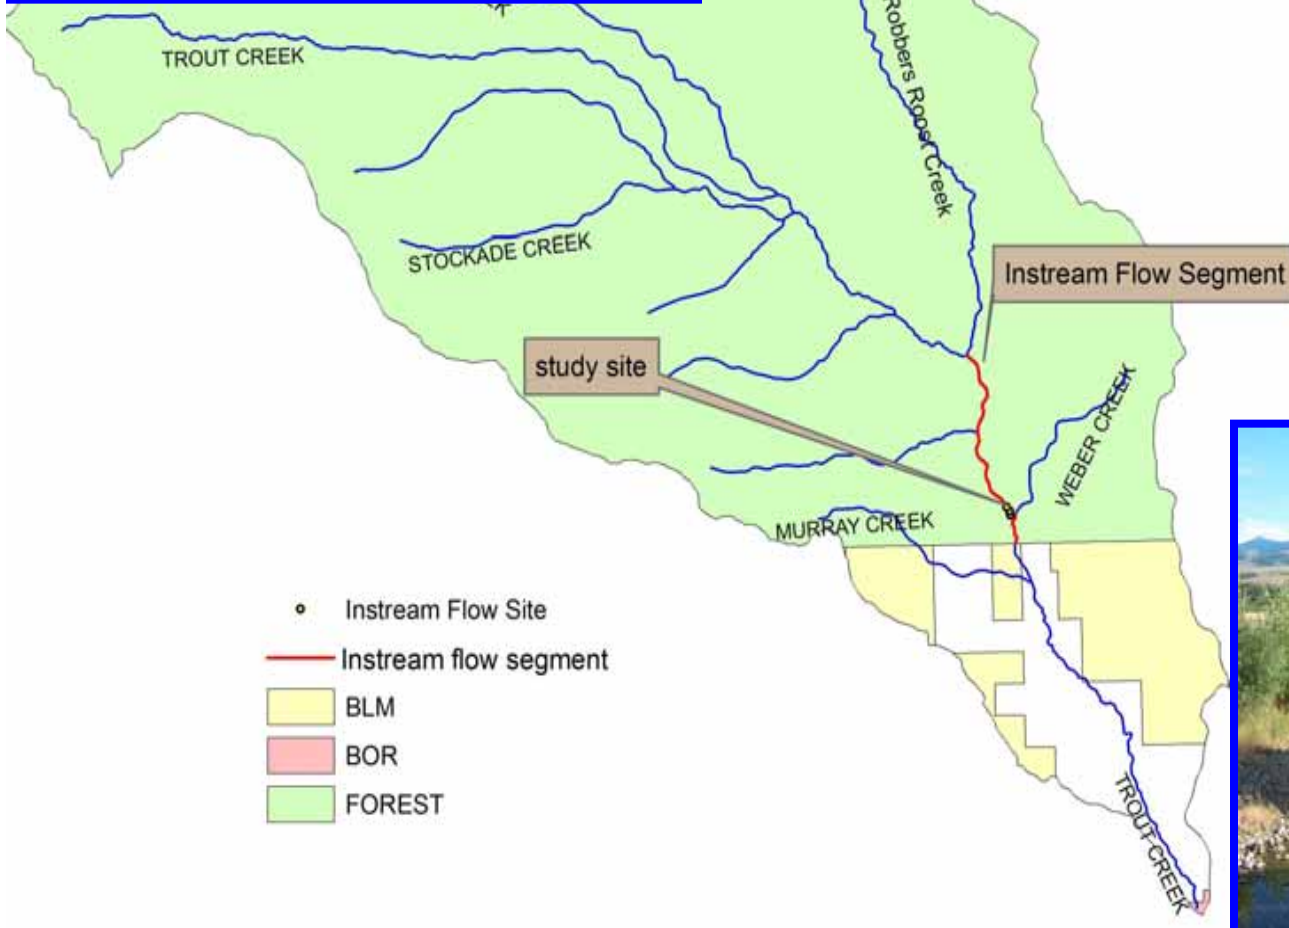 TROUT CREEK
Robbers Roost Creek
STOCKADE CREEK
Instream Flow Segment
study site
WEBER CREEK
MURRAY CREEK
Instream Flow Site
Instream flow segment
BLM
BOR
FOREST
TROUT CREEK